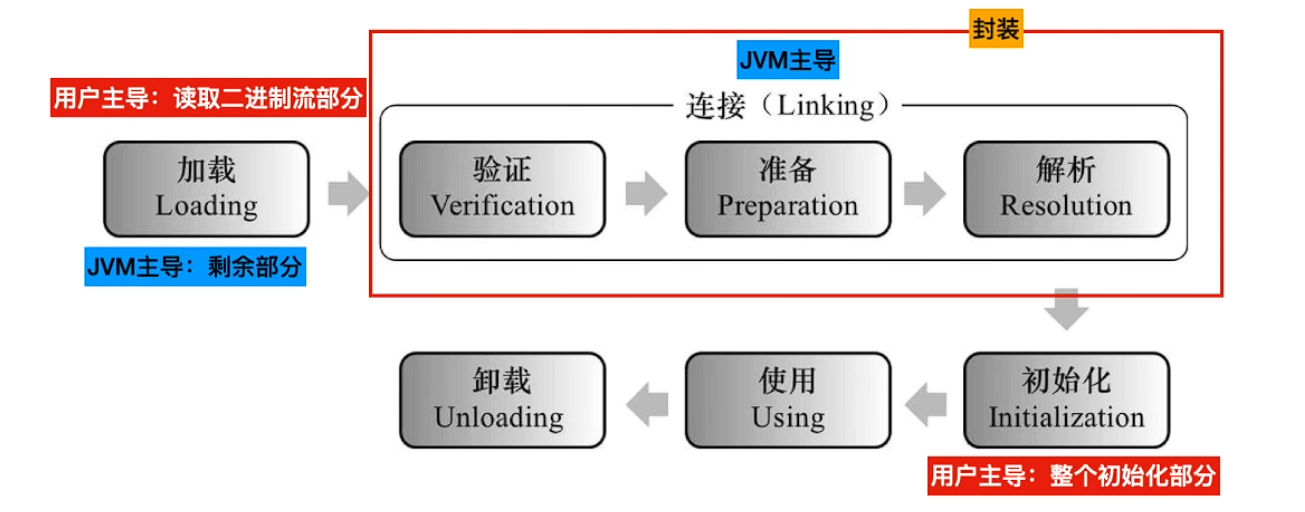 封装
JVM主导
用户主导：读取二进制流部分
连接（Linking）
加载
Loading
验证
Verification
准备
Preparation
解析
Resolution
JVM主导：剩余部分
卸载
Unloading
使用
Using
初始化
Initialization
用户主导：整个初始化部分